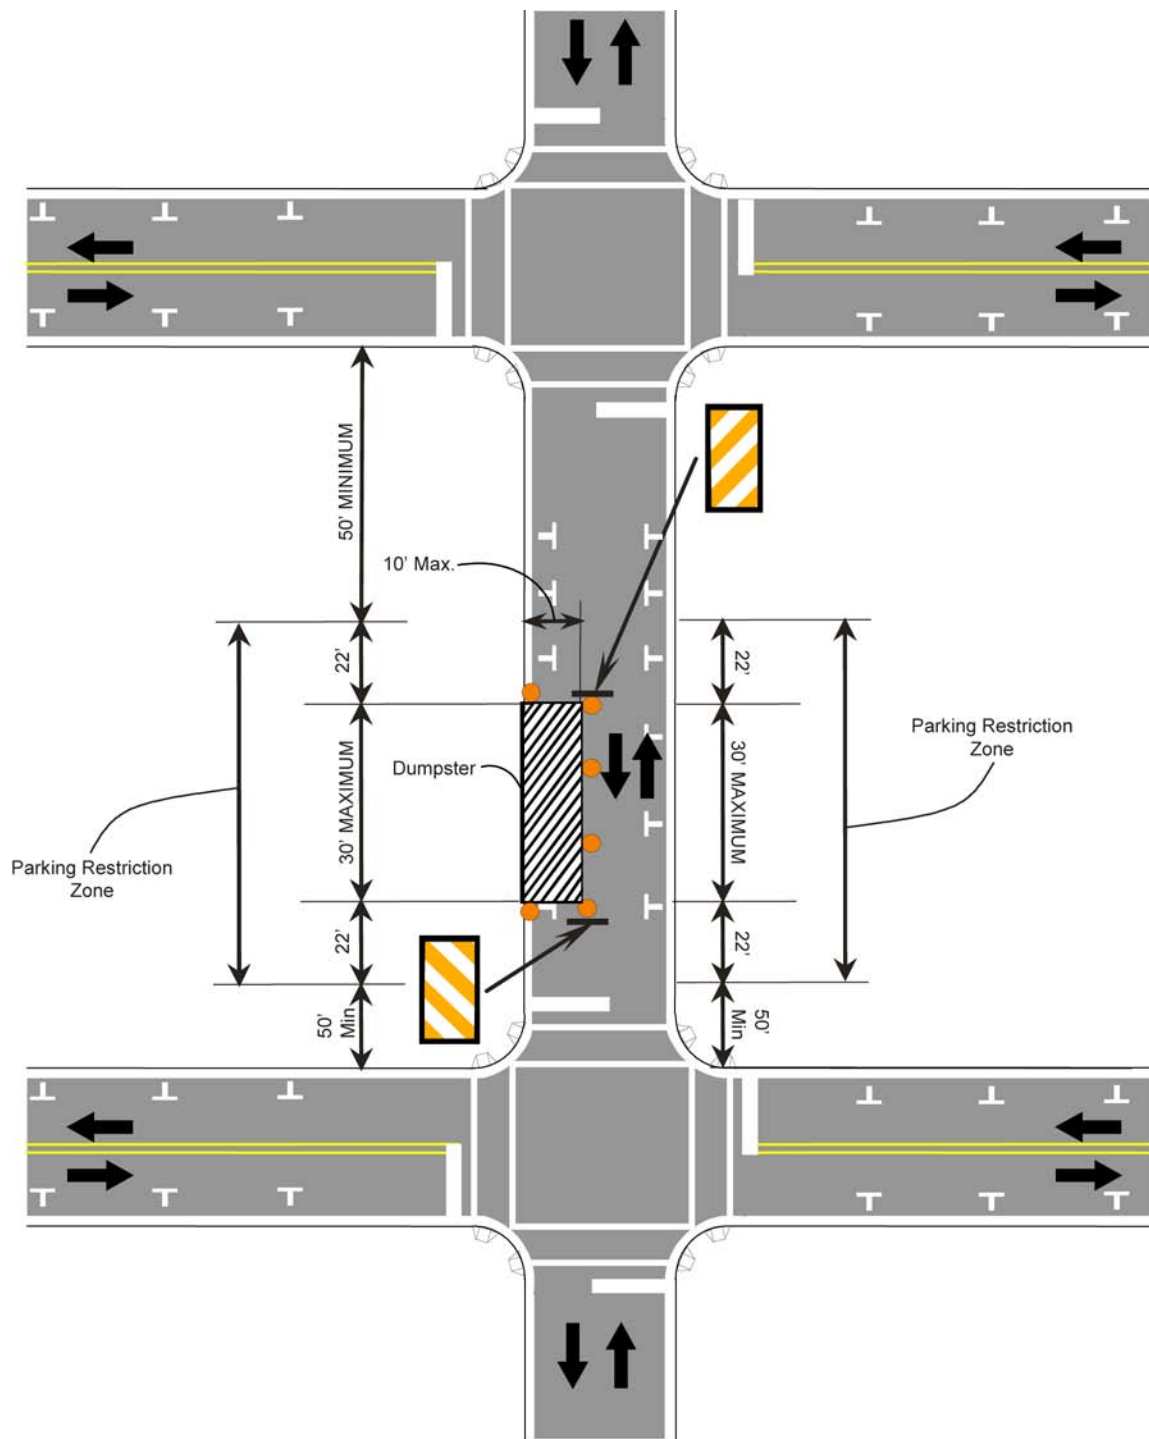 50' MINIMUM
10' Max.
22'
22'
Parking Restriction
Zone
Dumpster
30' MAXIMUM
30' MAXIMUM
Parking Restriction
Zone
22'
22'
50'
Min
50'
Min